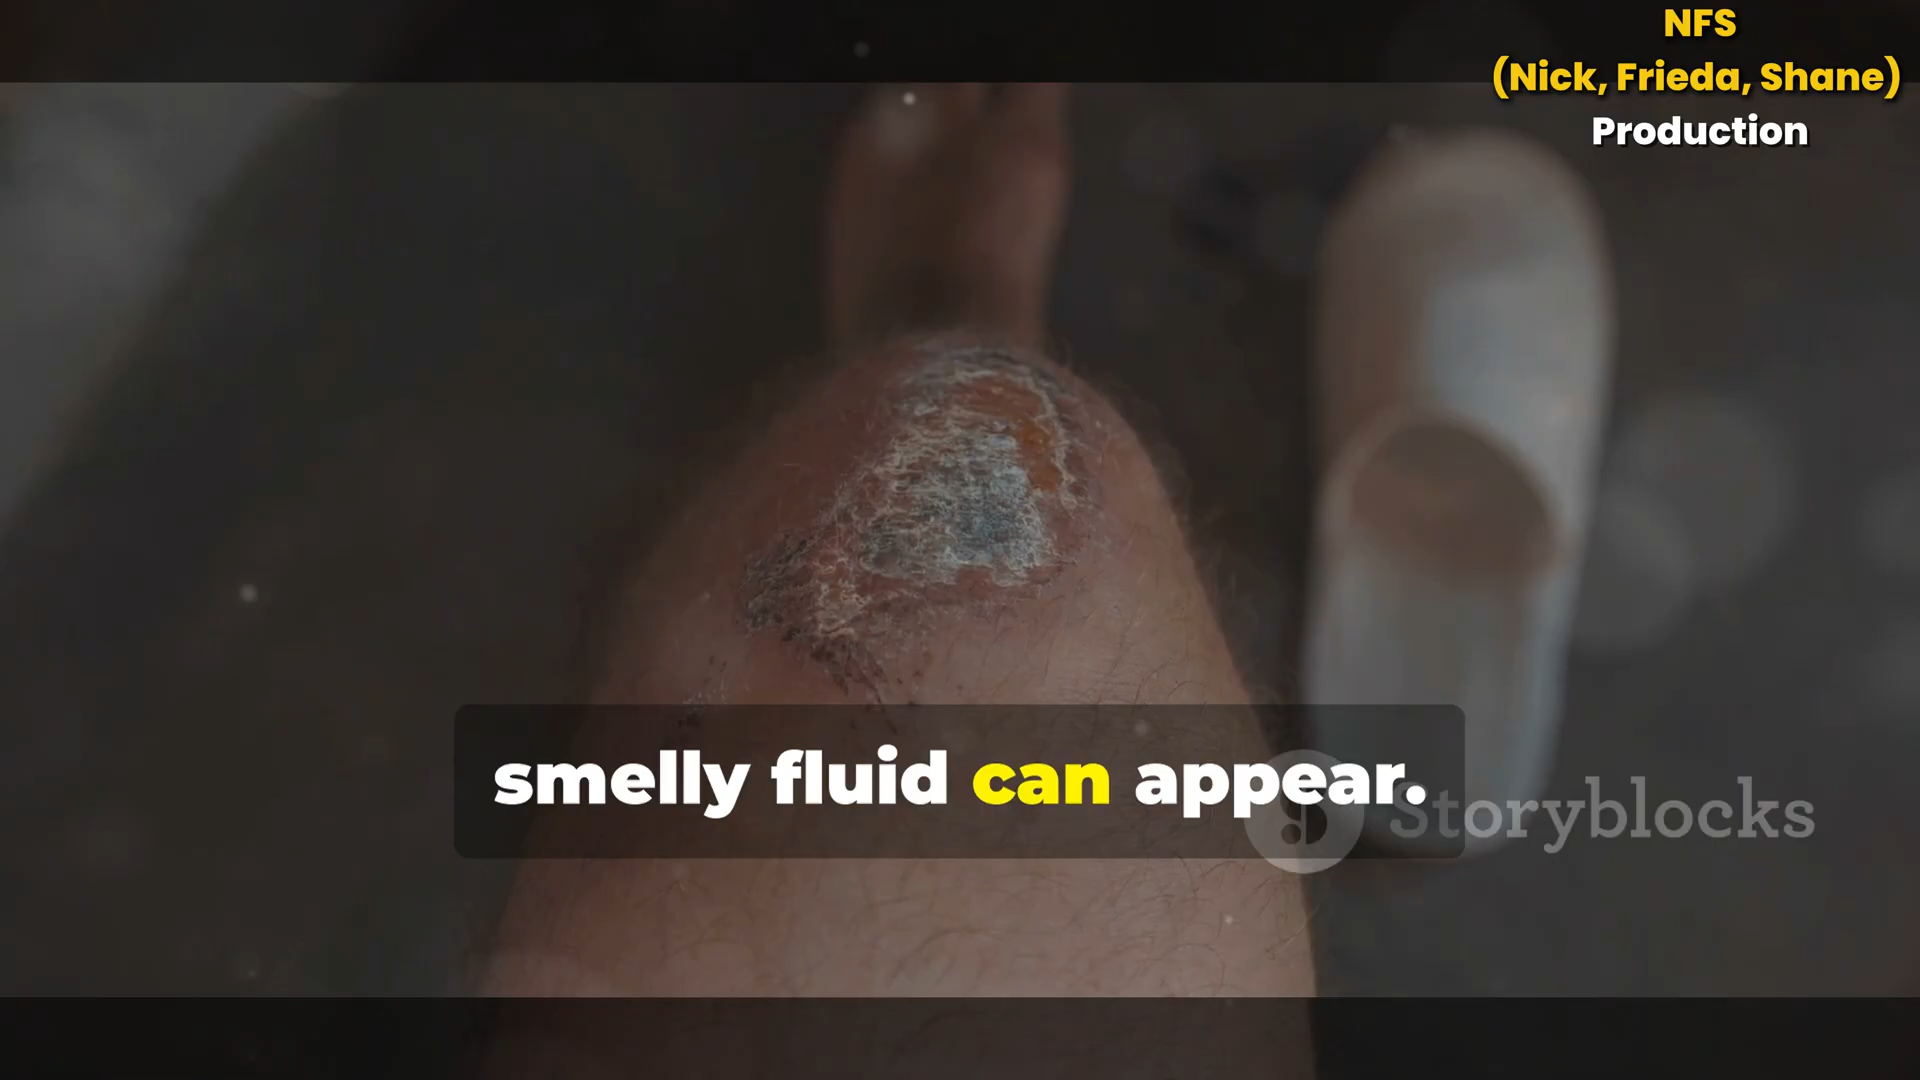 NFS
(Nick, Frieda, Shane)
Production
smelly fluid can appear.
Storyblocks